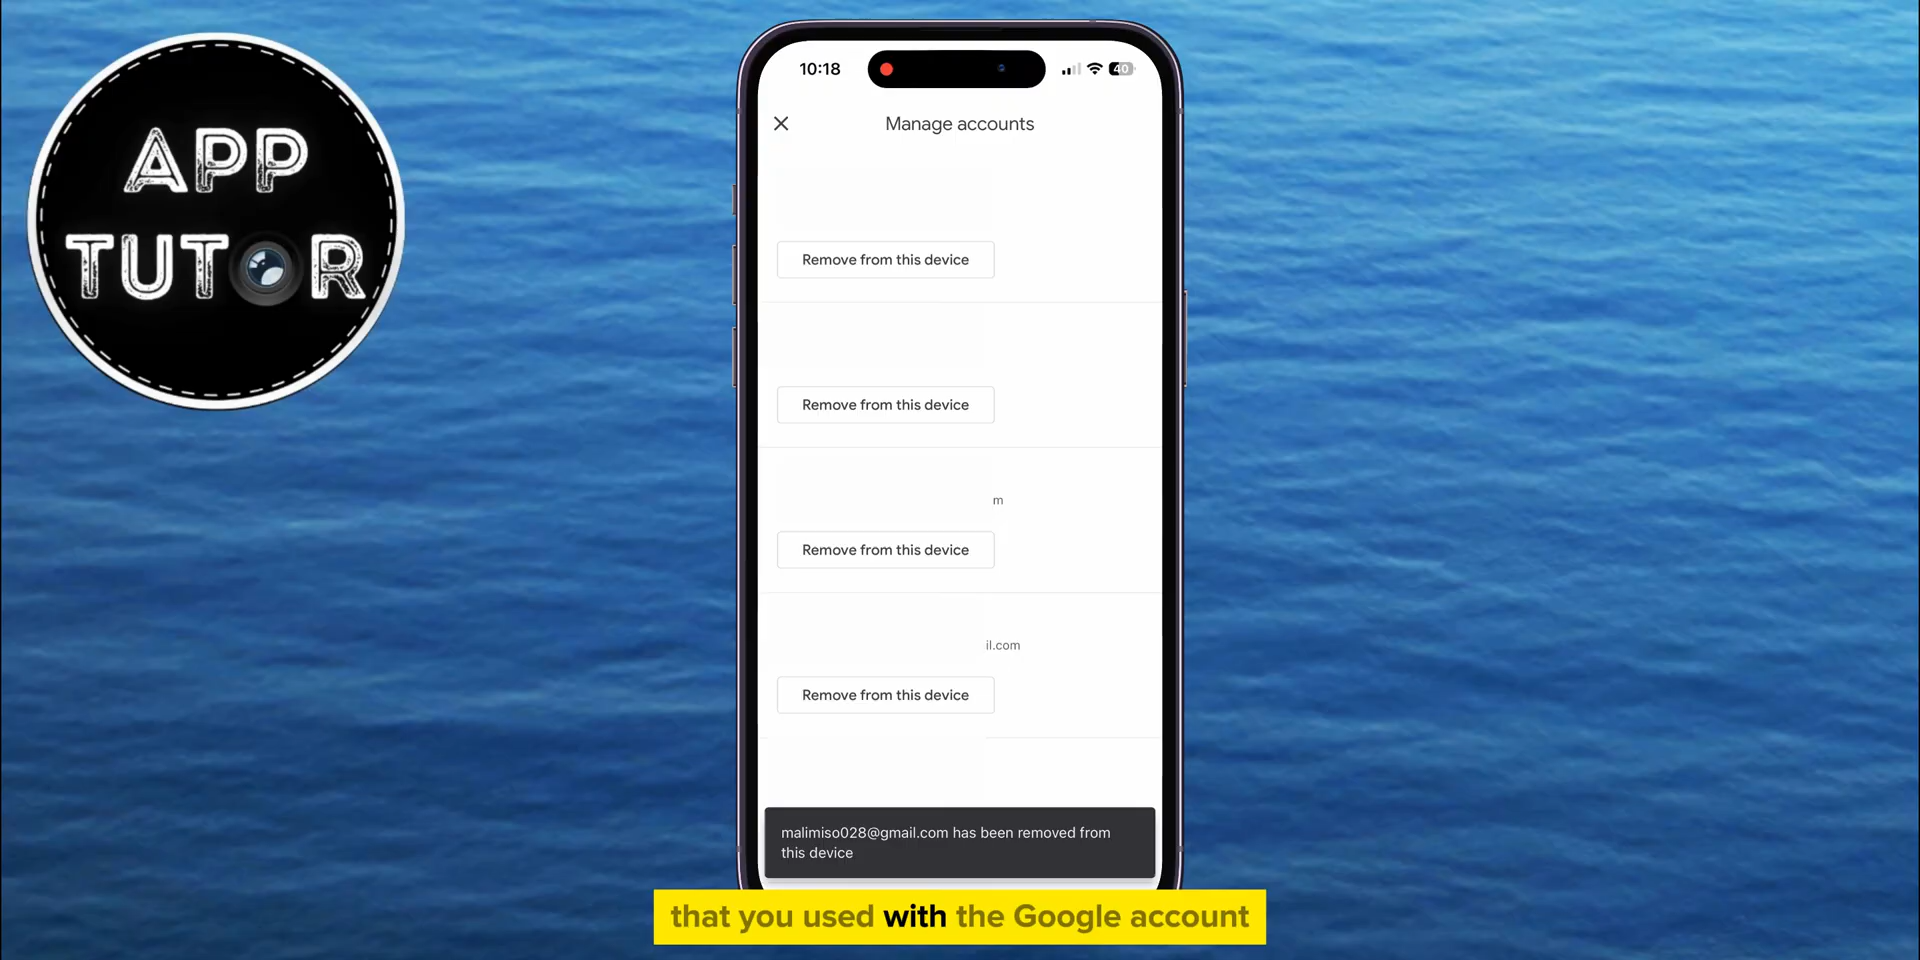 APP
TUTOR
10:18
40
Manage accounts
Remove from this device
Remove from this device
m
Remove from this device
il.com
Remove from this device
malimiso028@gmail.com has been removed from
this device
that you used with the Google account